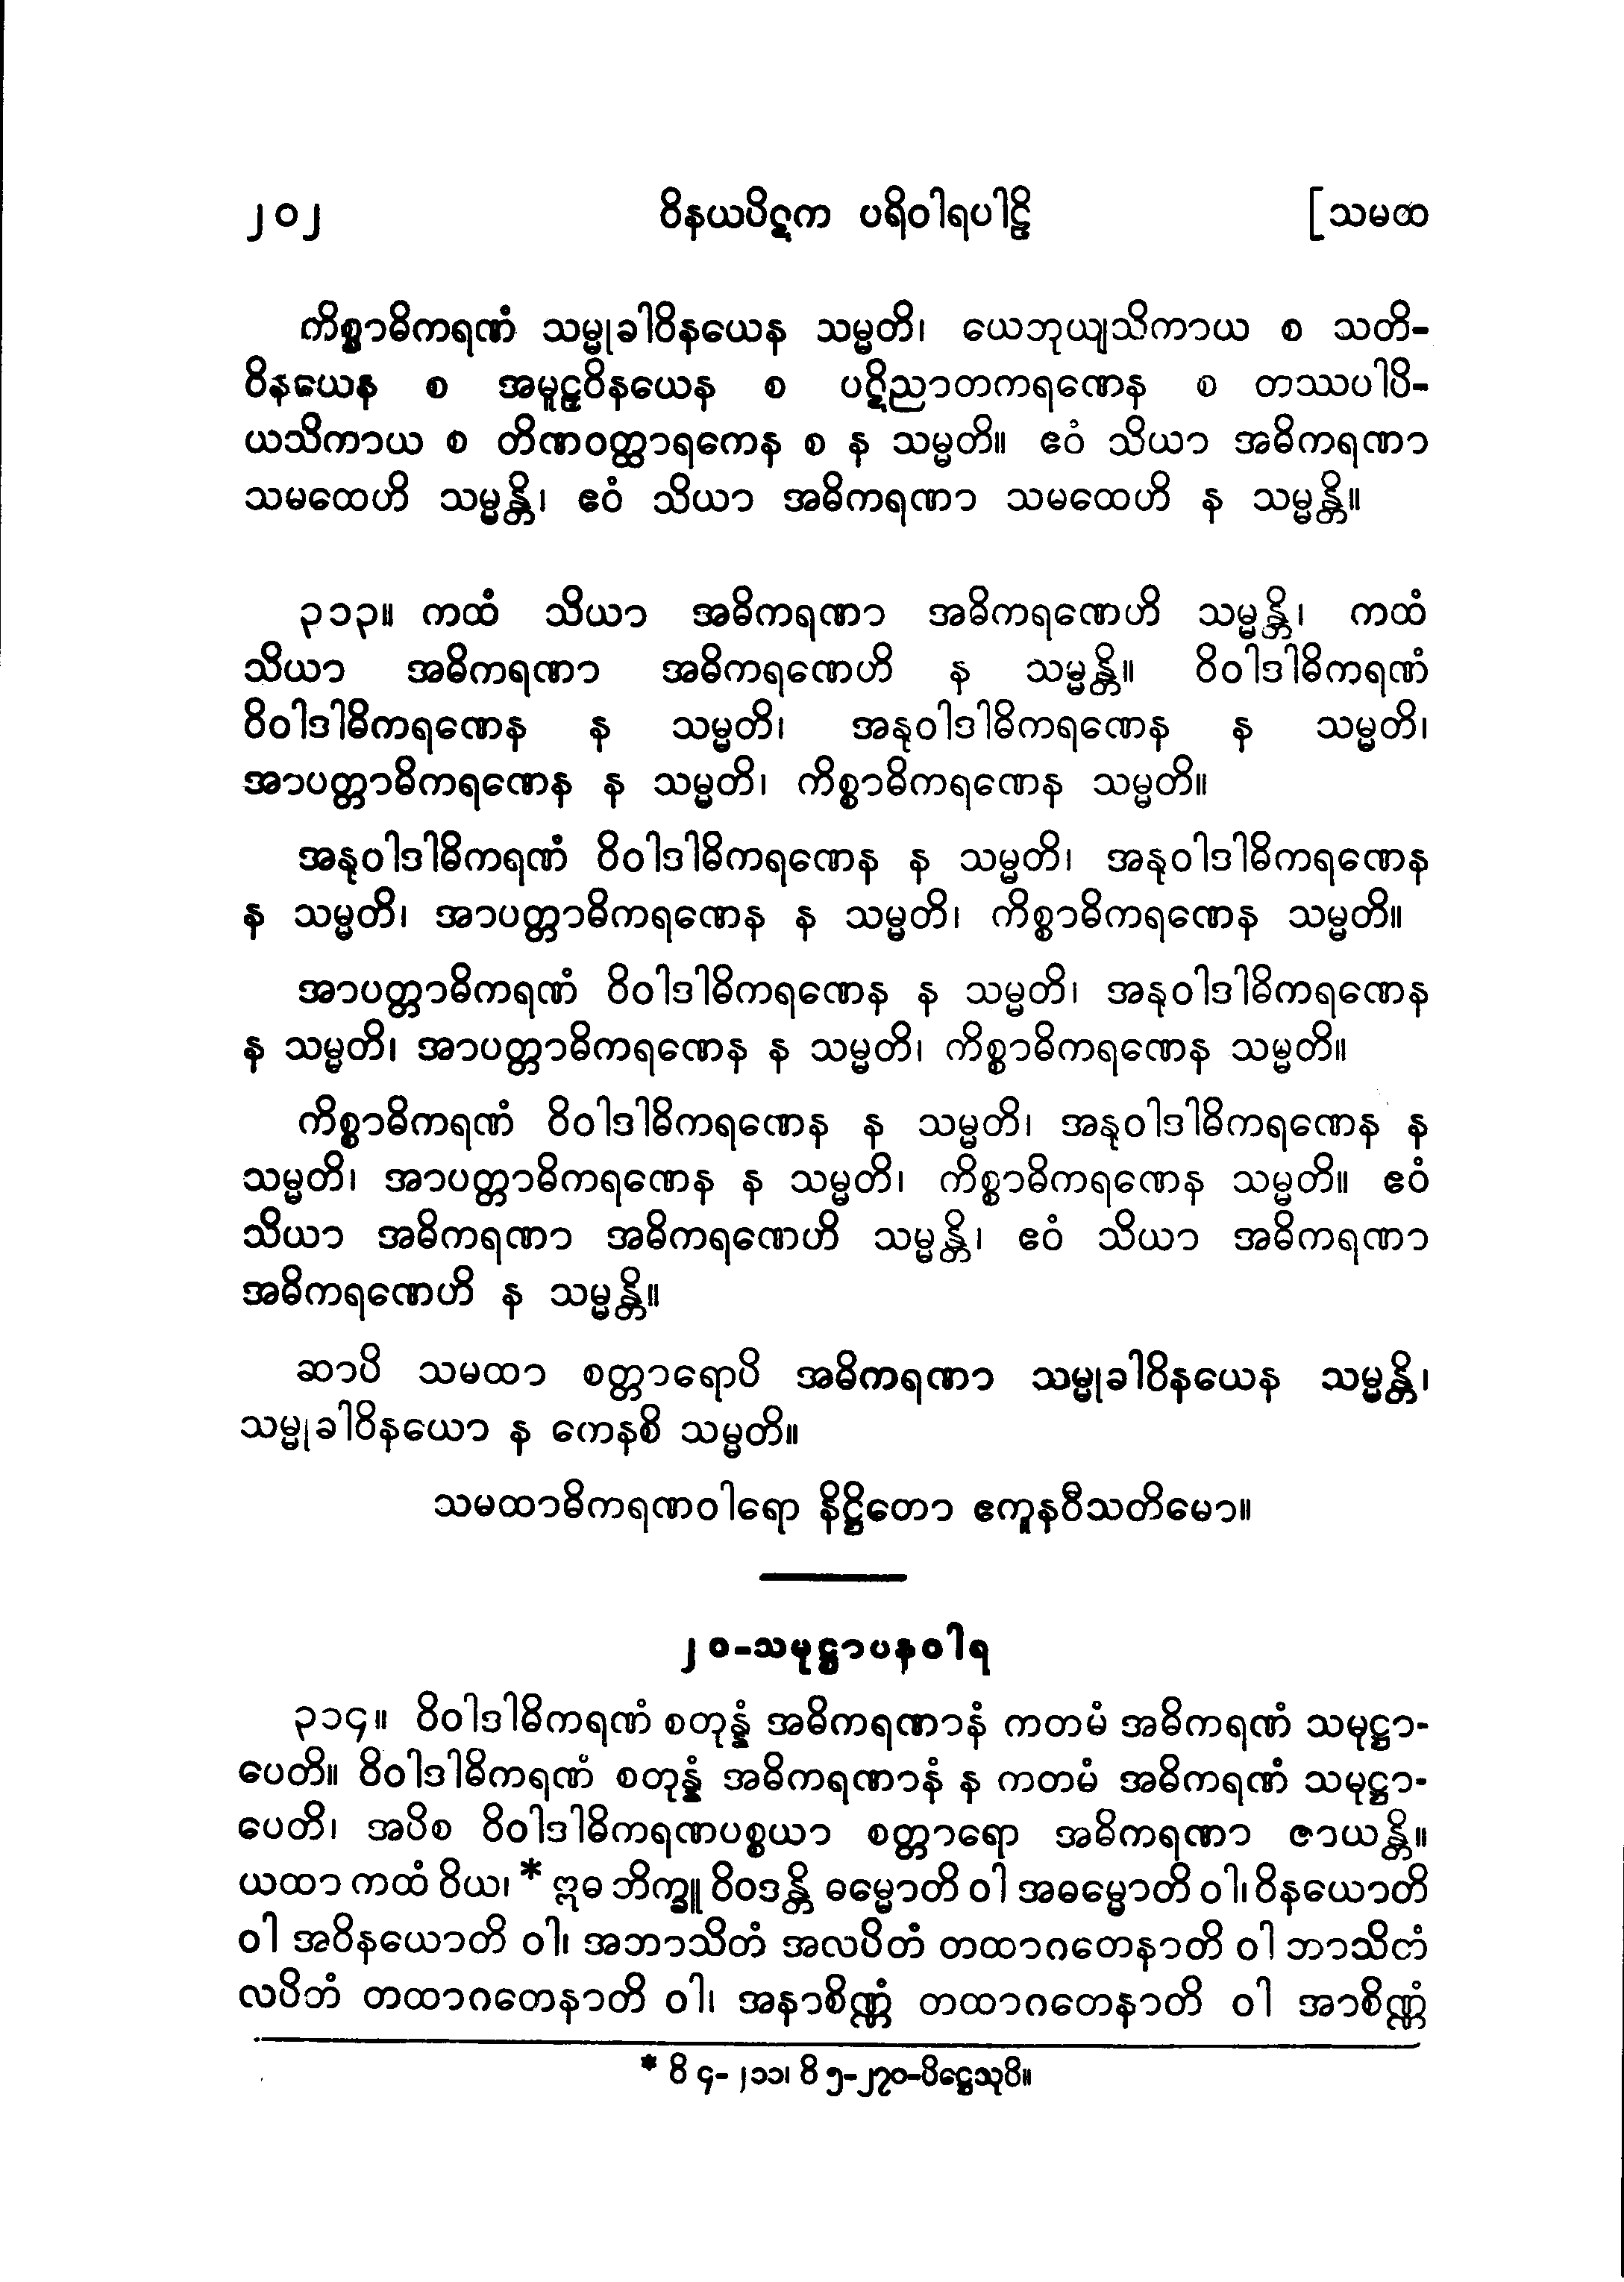 ၂၀၂ ဝိနယပိဋက ပရိဝါရပါဠိ [သမထ
ကိစ္စာဓိကရဏံ သမ္မုခါဝိနယေန သမ္မတိ၊ ယေဘုယျသိကာယ စ သတိ-
ဝိနယေန စ အမူဠှဝိနယေန စ ပဋိညာတကရဏေန စ တဿပါပိ-
ယသိကာယ စ တိဏဝတ္ထာရကေန စ န သမ္မတိ။ ဧဝံ သိယာ အဓိကရဏာ
သမထေဟိ သမ္မန္တိ၊ ဧဝံ သိယာ အဓိကရဏာ သမထေဟိ န သမ္မန္တိ။
၃၁၃။ ကထံ သိယာ အဓိကရဏာ အဓိကရဏေဟိ သမ္မန္တိ၊ ကထံ
သိယာ အဓိကရဏာ အဓိကရဏေဟိ န သမ္မန္တိ။ ဝိဝါဒါဓိကရဏံ
ဝိဝါဒါဓိကရဏေန န သမ္မတိ၊ အနုဝါဒါဓိကရဏေန န သမ္မတိ၊
အာပတ္တာဓိကရဏေန န သမ္မတိ၊ ကိစ္စာဓိကရဏေန သမ္မတိ။
အနုဝါဒါဓိကရဏံ ဝိဝါဒါဓိကရဏေန န သမ္မတိ၊ အနုဝါဒါဓိကရဏေန
န သမ္မတိ၊ အာပတ္တာဓိကရဏေန န သမ္မတိ၊ ကိစ္စာဓိကရဏေန သမ္မတိ။
အာပတ္တာဓိကရဏံ ဝိဝါဒါဓိကရဏေန န သမ္မတိ၊ အနုဝါဒါဓိကရဏေန
န သမ္မတိ၊ အာပတ္တာဓိကရဏေန န သမ္မတိ၊ ကိစ္စာဓိကရဏေန သမ္မတိ။
ကိစ္စာဓိကရဏံ ဝိဝါဒါဓိကရဏေန န သမ္မတိ၊ အနုဝါဒါဓိကရဏေန န
သမ္မတိ၊ အာပတ္တာဓိကရဏေန န သမ္မတိ၊ ကိစ္စာဓိကရဏေန သမ္မတိ။ ဧဝံ
သိယာ အဓိကရဏာ အဓိကရဏေဟိ သမ္မန္တိ၊ ဧဝံ သိယာ အဓိကရဏာ
အဓိကရဏေဟိ န သမ္မန္တိ။
ဆာပိ သမထာ စတ္တာရောပိ အဓိကရဏာ သမ္မုခါဝိနယေန သမ္မန္တိ၊
သမ္မုခါဝိနယော န ကေနစိ သမ္မတိ။
သမထာဓိကရဏဝါရော နိဋ္ဌိတော ဧကူနဝီသတိမော။
၂၀-သမုဋ္ဌာပနဝါရ
၃၁၄။ ဝိဝါဒါဓိကရဏံ စတုန္နံ အဓိကရဏာနံ ကတမံ အဓိကရဏံ သမုဋ္ဌာ-
ပေတိ။ ဝိဝါဒါဓိကရဏံ စတုန္နံ အဓိကရဏာနံ န ကတမံ အဓိကရဏံ သမုဋ္ဌာ-
ပေတိ၊ အပိစ ဝိဝါဒါဓိကရဏပစ္စယာ စတ္တာရော အဓိကရဏာ ဇာယန္တိ။
ယထာ ကထံ ဝိယ၊ * ဣဓ ဘိက္ခူ ဝိဝဒန္တိ ဓမ္မောတိ ဝါ အဓမ္မောတိ ဝါ၊ ဝိနယောတိ
ဝါ အဝိနယောတိ ဝါ၊ အဘာသိတံ အလပိတံ တထာဂတေနာတိ ဝါ ဘာသိတံ
လပိတံ တထာဂတေနာတိ ဝါ၊ အနာစိဏ္ဏံ တထာဂတေနာတိ ဝါ အာစိဏ္ဏံ
* ဝိ ၄-၂၁၁၊ ဝိ ၅-၂၇၀-ပိဋ္ဌေသုပိ။